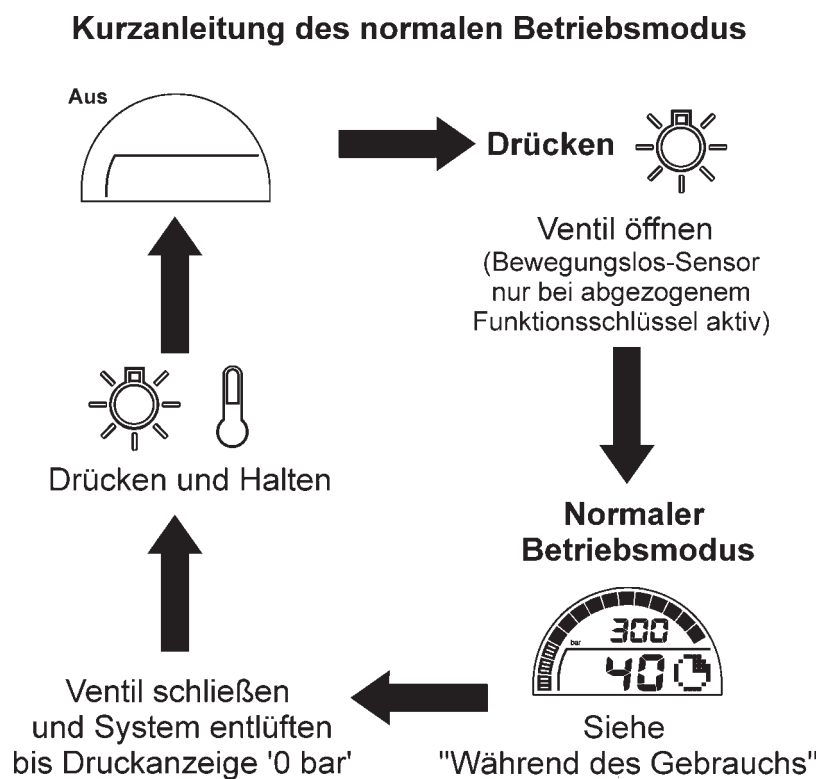 Kurzanleitung des normalen Betriebsmodus
Aus
Drücken
Ventil öffnen
(Bewegungslos-Sensor
nur bei abgezogenem
Funktionsschlüssel aktiv)
Normaler
Betriebsmodus
bar
300
40
Siehe
"Während des Gebrauchs"
Ventil schließen
und System entlüften
bis Druckanzeige '0 bar'
Drücken und Halten